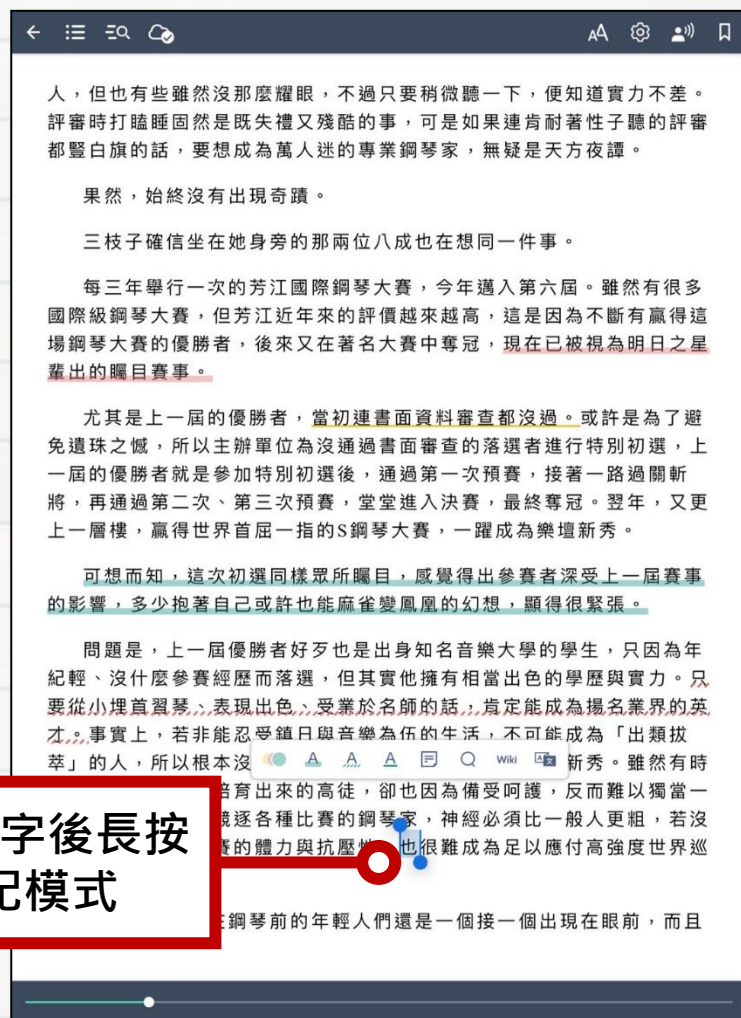 AA
人，但也有些雖然沒那麼耀眼，不過只要稍微聽一下，便知道實力不差。
評審時打瞌睡固然是既失禮又殘酷的事，可是如果連肯耐著性子聽的評審
都豎白旗的話，要想成為萬人迷的專業鋼琴家，無疑是天方夜譚。
果然，始終沒有出現奇蹟。
三枝子確信坐在她身旁的那兩位八成也在想同一件事。
每三年舉行一次的芳江國際鋼琴大賽，今年邁入第六屆。雖然有很多
國際級鋼琴大賽，但芳江近年來的評價越來越高，這是因為不斷有贏得這
場鋼琴大賽的優勝者，後來又在著名大賽中奪冠，現在已被視為明日之星
輩出的矚目賽事。
尤其是上一屆的優勝者，當初連書面資料審查都沒過。或許是為了避
免遺珠之憾，所以主辦單位為沒通過書面審查的落選者進行特別初選，上
一屆的優勝者就是參加特別初選後，通過第一次預賽，接著一路過關斬
將，再通過第二次、第三次預賽，堂堂進入決賽，最終奪冠。翌年，又更
上一層樓，贏得世界首屈一指的S鋼琴大賽，一躍成為樂壇新秀。
可想而知，這次初選同樣眾所矚目，感覺得出參賽者深受上一屆賽事
的影響，多少抱著自己或許也能麻雀變鳳凰的幻想，顯得很緊張。
問題是，上一屆優勝者好歹也是出身知名音樂大學的學生，只因為年
紀輕、沒什麼參賽經歷而落選，但其實他擁有相當出色的學歷與實力。只
要從小埋首習琴、表現出色、受業於名師的話，肯定能成為揚名業界的英
才。事實上，若非能忍受鎮日與音樂為伍的生活，不可能成為「出類拔
萃」的人，所以根本沒
A A A Wiki
新秀。雖然有時
培育出來的高徒，卻也因為備受呵護，反而難以獨當一
競逐各種比賽的鋼琴家，神經必須比一般人更粗，若沒
賽的體力與抗壓性，也很難成為足以應付高強度世界巡
字後長按
記模式
鋼琴前的年輕人們還是一個接一個出現在眼前，而且